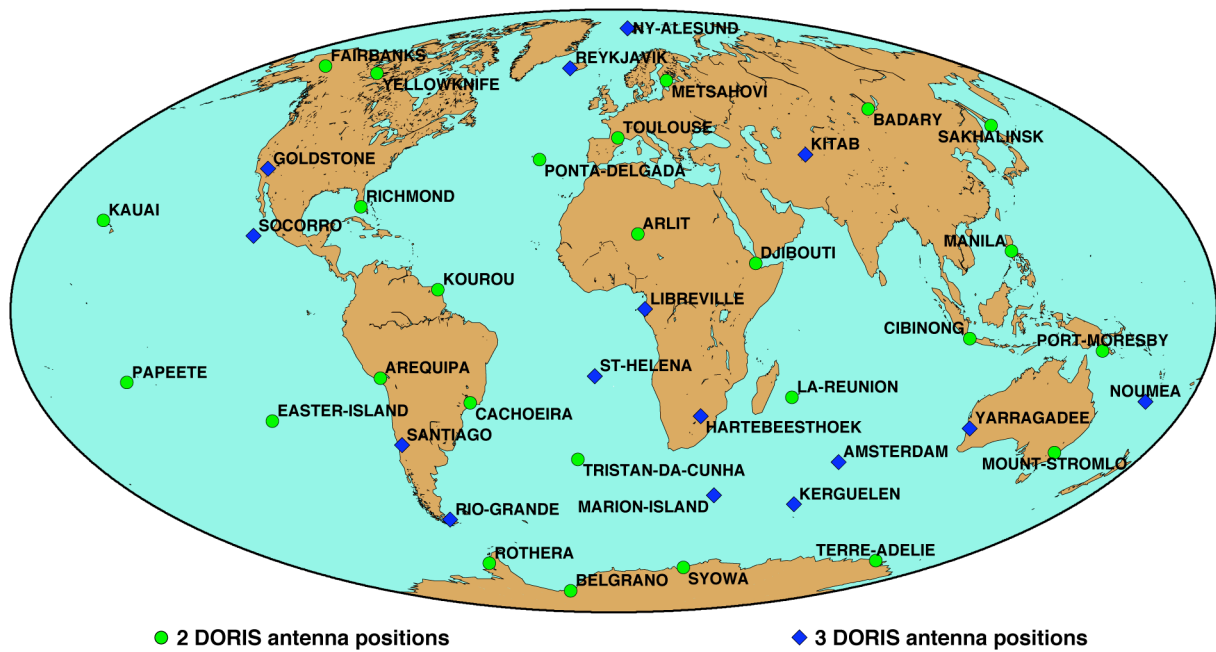 NY-ALESUND
FAIRBANKS
REYKJAVIK
YELLOWKNIFE
METSAHOVI
BADARY
TOULOUSE
SAKHALINSK
GOLDSTONE
KITAB
PONTA-DELGADA
RICHMOND
KAUAI
SOCORRO
ARLIT
DJIBOUTI
MANILA
KOUROU
LIBREVILLE
CIBINONG
PORT-MORESBY
PAPEETE
AREQUIPA
ST-HELENA
LA-REUNION
NOUMEA
EASTER-ISLAND
CACHOEIRA
HARTEBEESTHOEK
YARRAGADEE
SANTIAGO
AMSTERDAM
MOUNT-STROMLO
TRISTAN-DA-CUNHA
RIO-GRANDE
MARION-ISLAND
KERGUELEN
ROTHERA
TERRE-ADELIE
BELGRANO
SYOWA
2 DORIS antenna positions
3 DORIS antenna positions